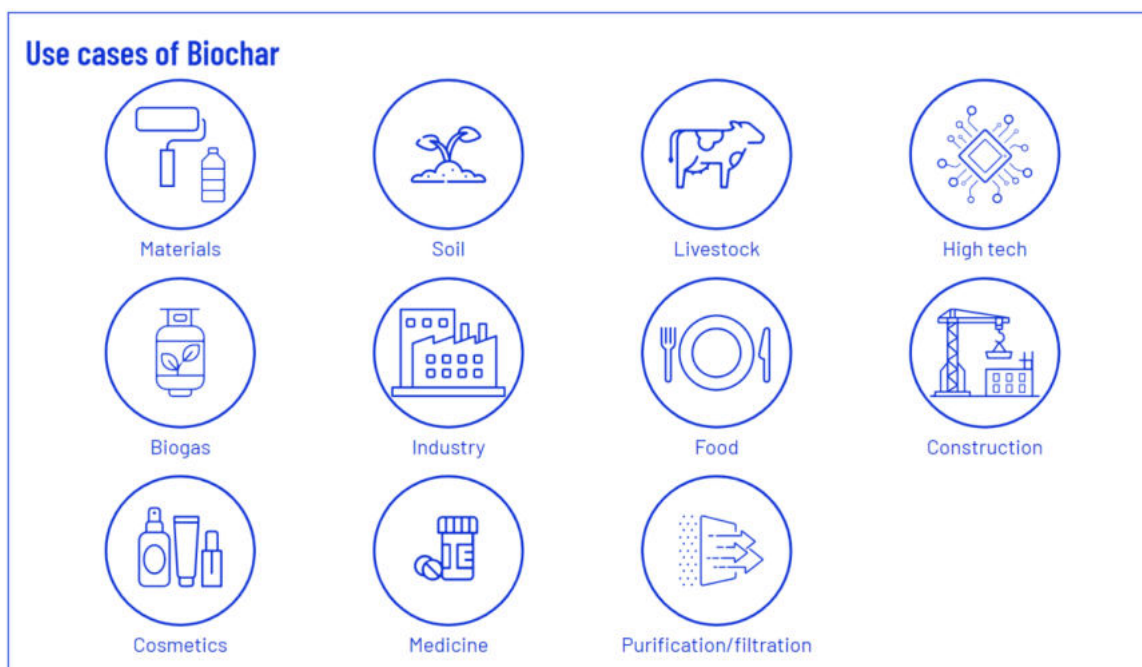 Use cases of Biochar
Materials
Soil
Livestock
High tech
Biogas
Industry
Food
Construction
Cosmetics
Medicine
Purification/filtration